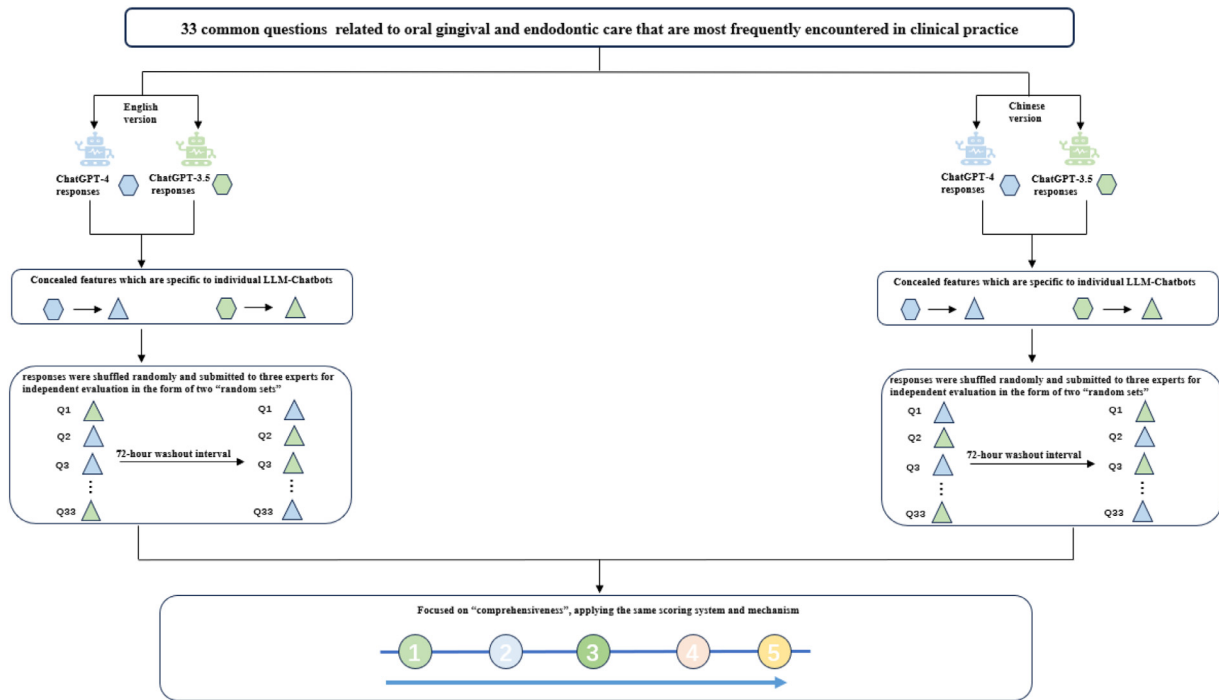 33 common questions related to oral gingival and endodontic care that are most frequently encountered in clinical practice
English
version
Chinese
version
ChatGPT-4
responses
ChatGPT-3.5
responses
ChatGPT-4
responses
ChatGPT-3.5
responses
Concealed features which are specific to individual LLM-Chatbots
Concealed features which are specific to individual LLM-Chatbots
responses were shuffled randomly and submitted to three experts for
independent evaluation in the form of two “random sets”
Q1
Q1
Q2
Q2
Q3
72-hour washout interval
Q3
Q33
Q33
responses were shuffled randomly and submitted to three experts for
independent evaluation in the form of two “random sets”
Q1
Q1
Q2
Q2
Q3
72-hour washout interval
Q3
Q33
Q33
Focused on “comprehensiveness”, applying the same scoring system and mechanism
1 2 3 4 5